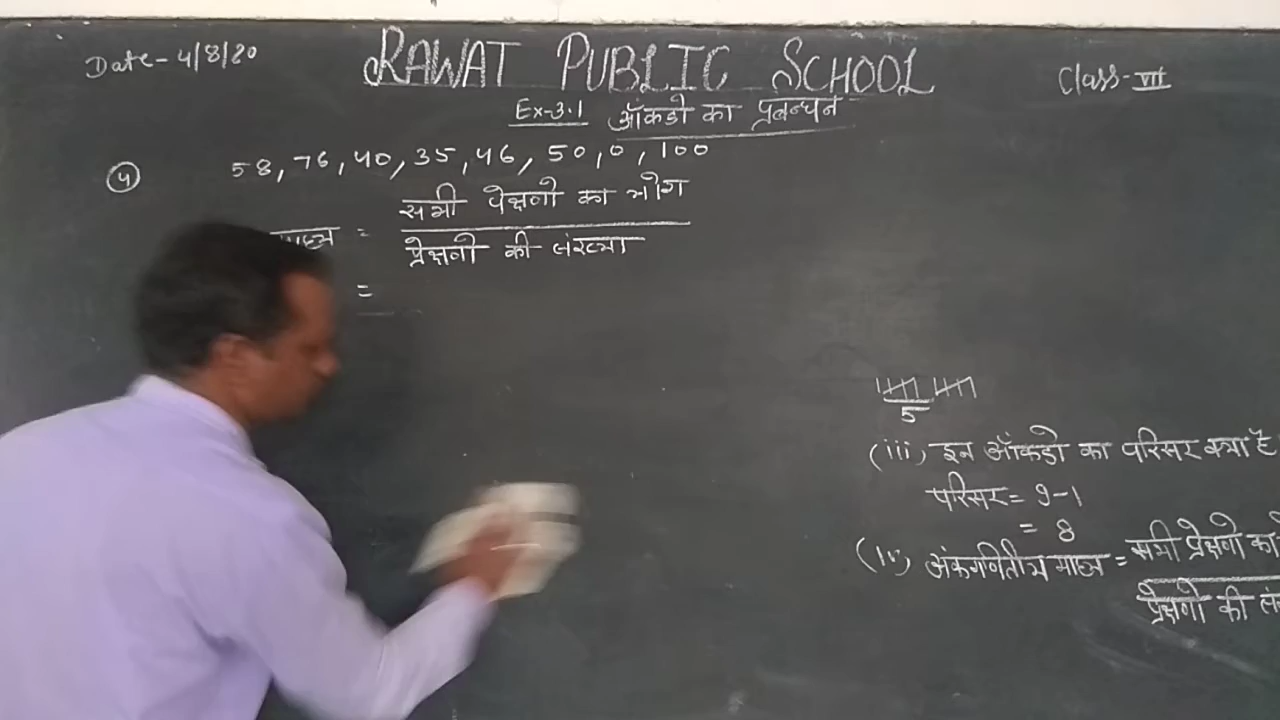 Date-4/8/20
RAWAT PUBLIC SCHOOL
Class-VII
Ex-3.1 आँकडो का प्रबन्धन
4 58, 76, 40, 35, 46, 50, 0, 100
माध्य = सभी पेक्षणो का योग
प्रेक्षणो की संख्या
=
5
(iii) इन आँकडो का परिसर क्या है
परिसर = 9-1
= 8
(iv) अंकगणितीय माध्य = सभी प्रेक्षणो का
प्रेक्षणो की